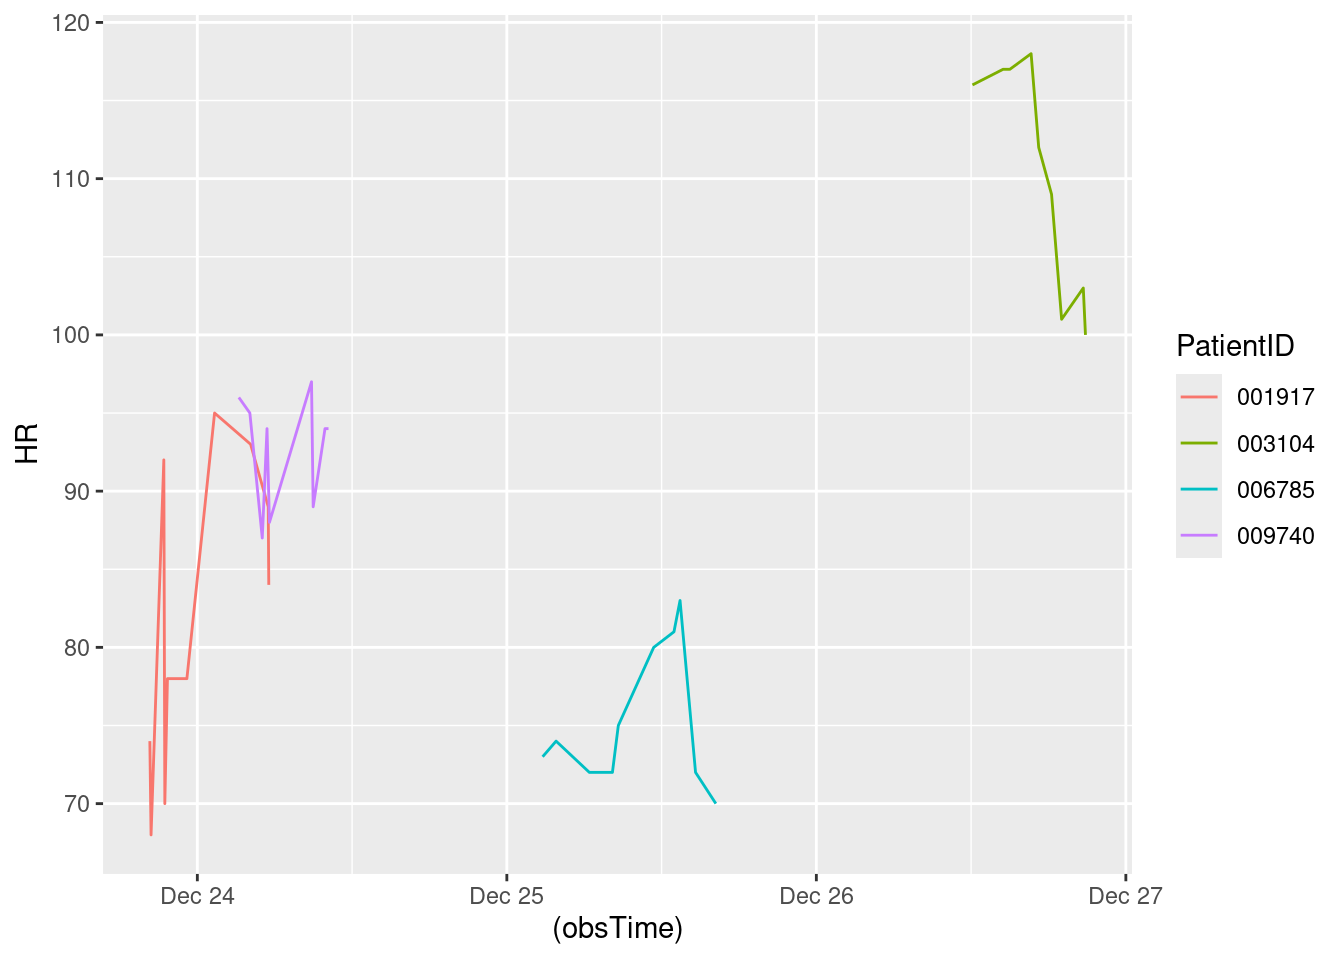 120
110
100
90
80
70
HR
Dec 24
Dec 25
Dec 26
Dec 27
(obsTime)
PatientID
001917
003104
006785
009740